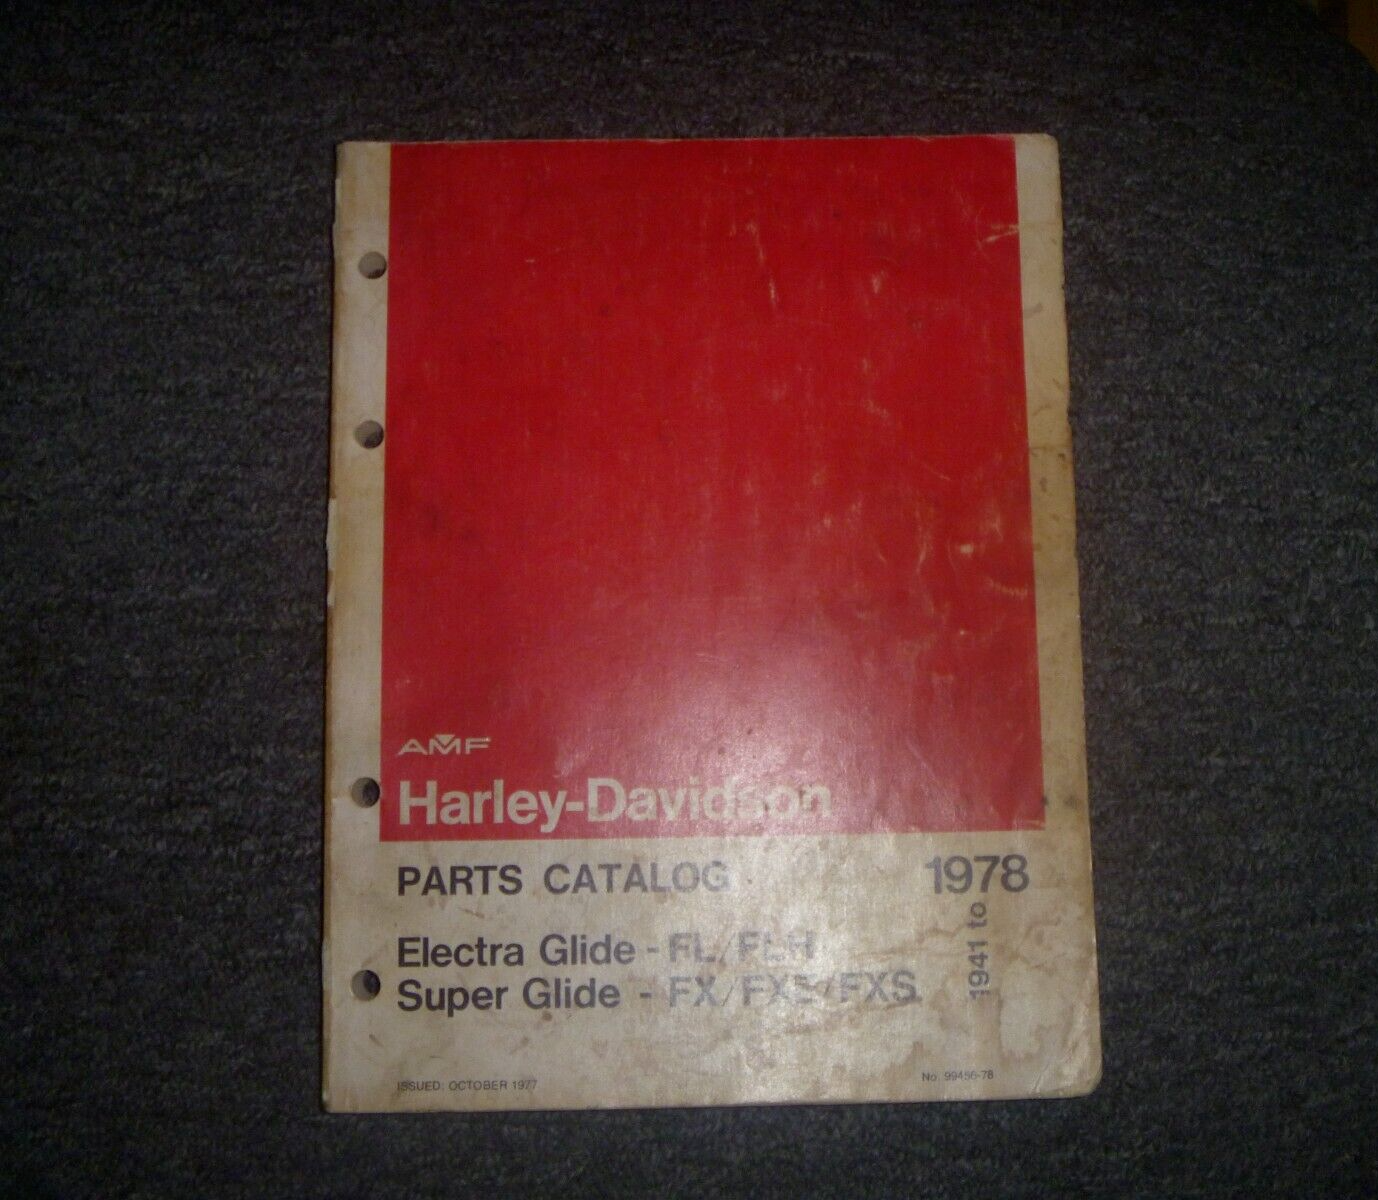 AMF
Harley-Davidson
PARTS CATALOG
1978
1941 to
Electra Glide - FL/FLH
Super Glide - FX/FXE/FXS
ISSUED: OCTOBER 1977
No. 99456-78